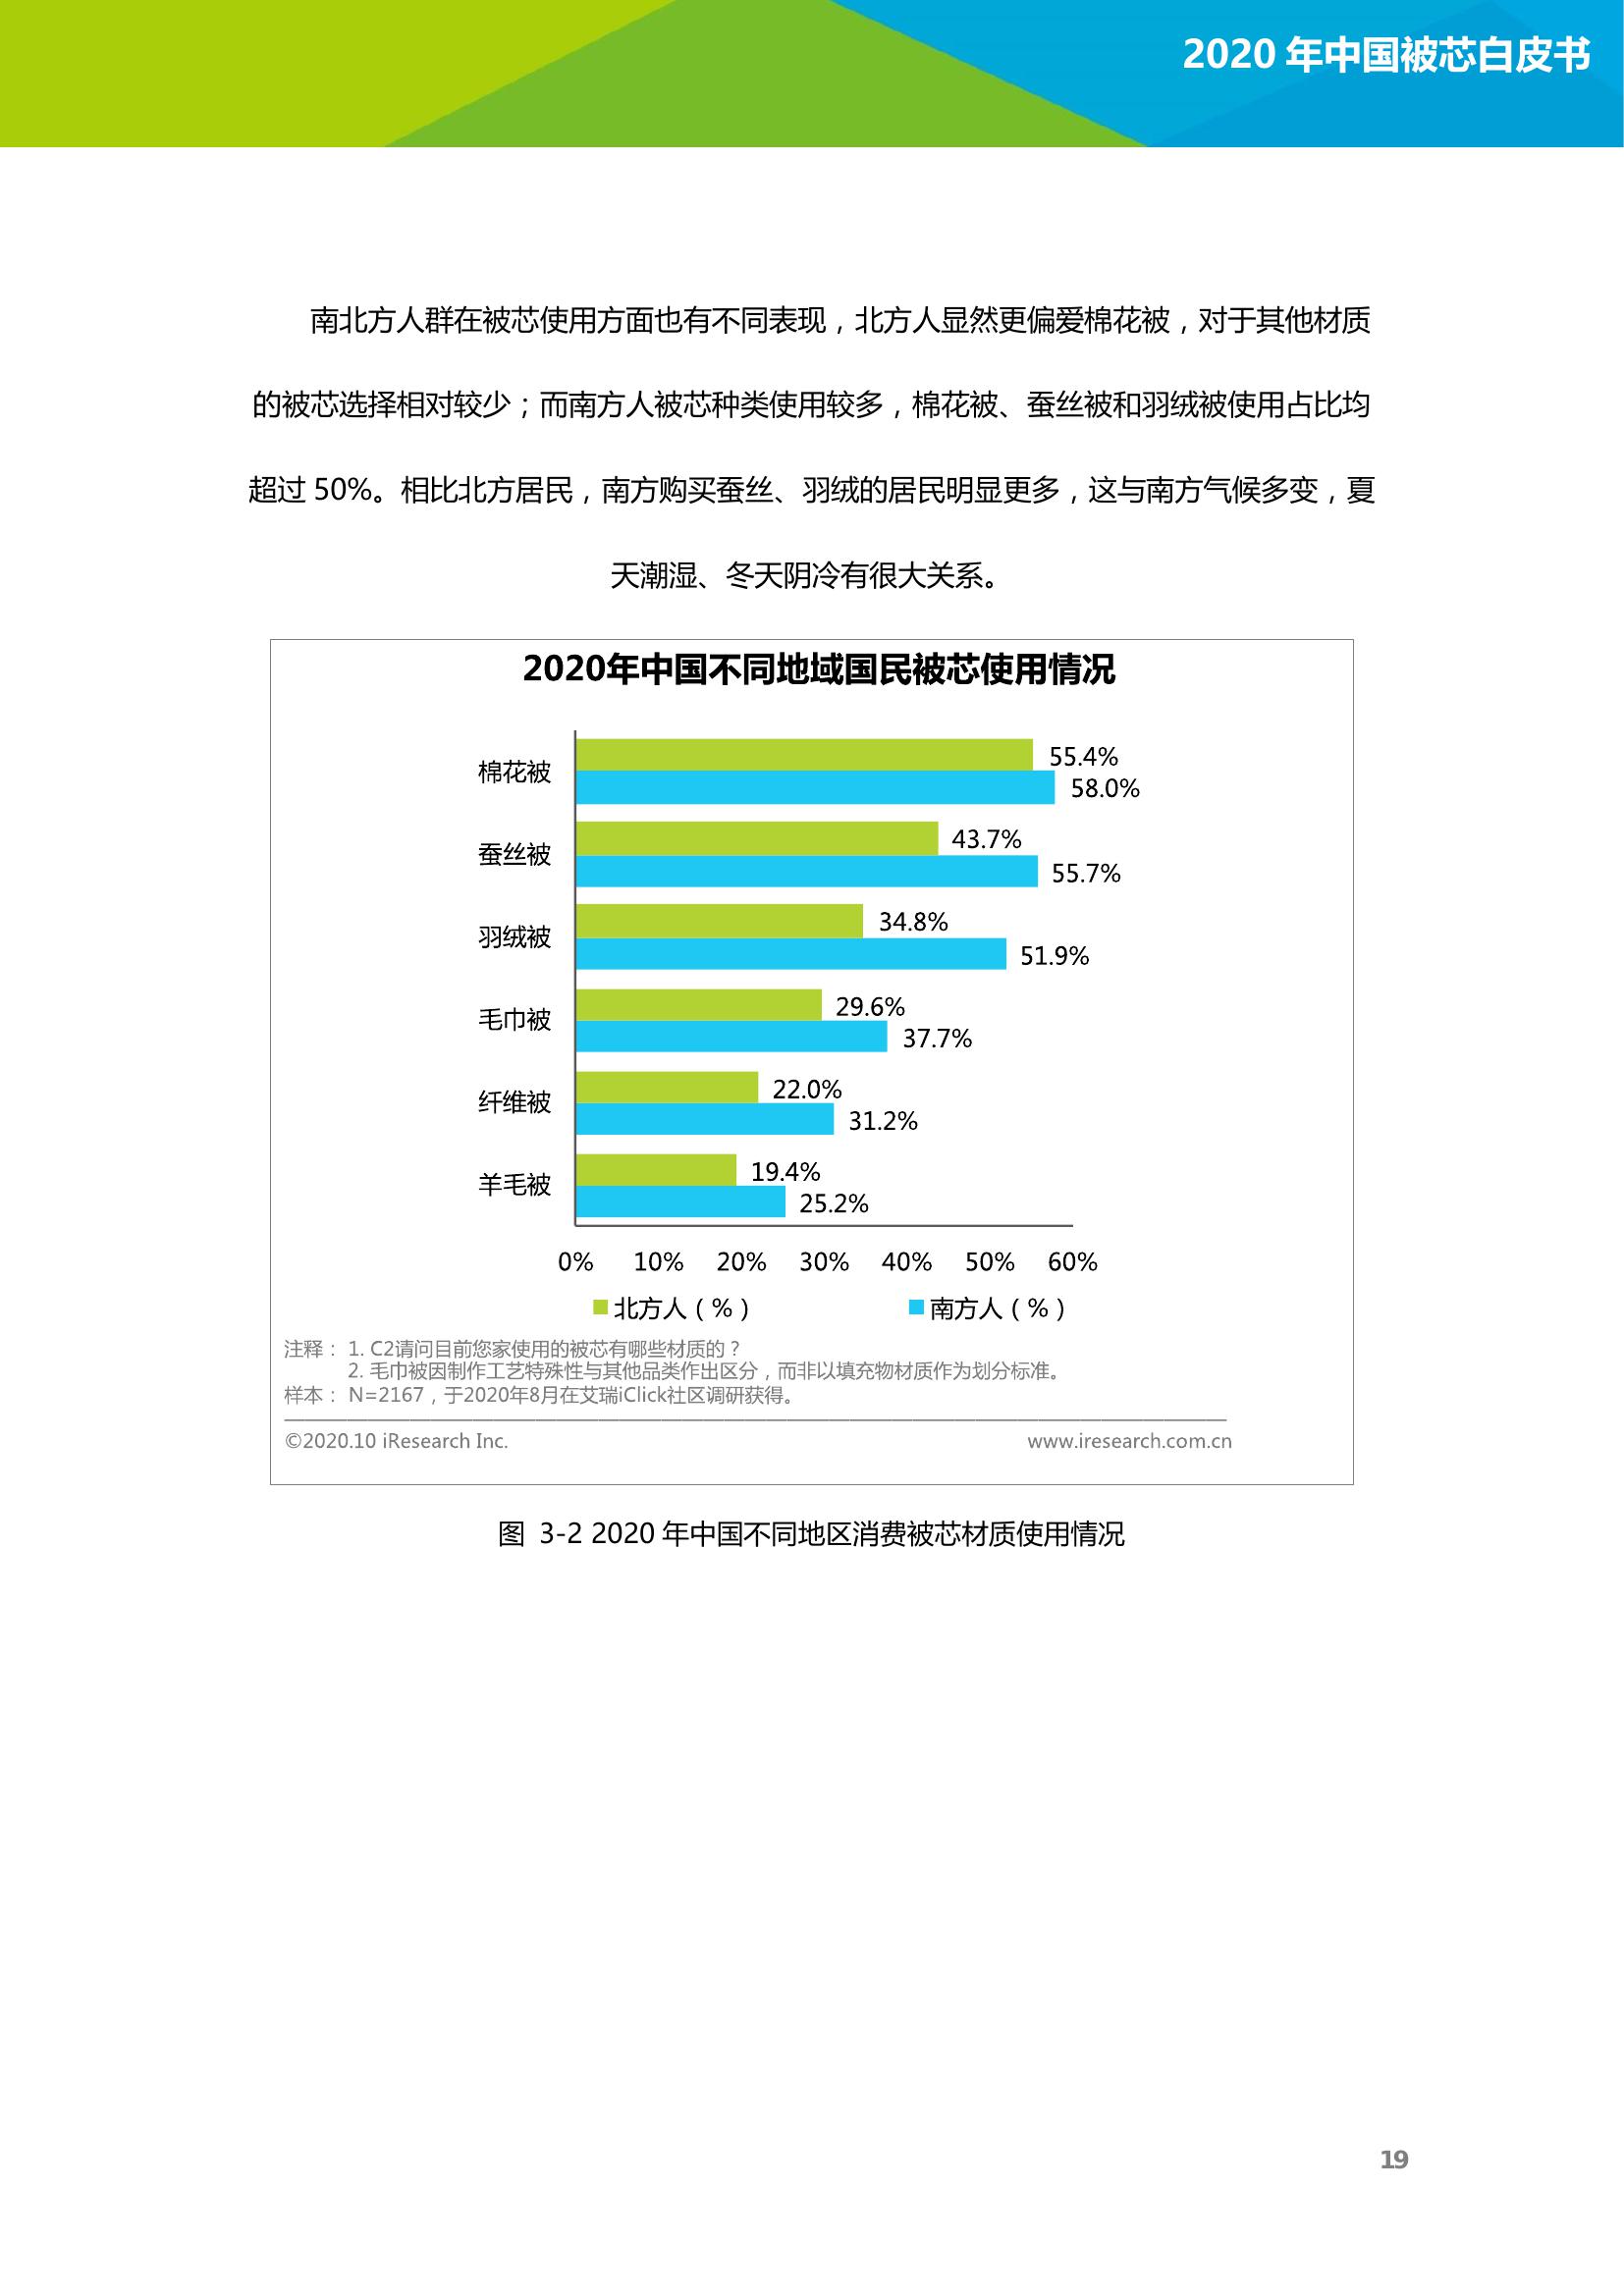 2020 年中国被芯白皮书
南北方人群在被芯使用方面也有不同表现，北方人显然更偏爱棉花被，对于其他材质
的被芯选择相对较少；而南方人被芯种类使用较多，棉花被、蚕丝被和羽绒被使用占比均
超过 50%。相比北方居民，南方购买蚕丝、羽绒的居民明显更多，这与南方气候多变，夏
天潮湿、冬天阴冷有很大关系。
2020年中国不同地域国民被芯使用情况
棉花被
55.4%
58.0%
蚕丝被
43.7%
55.7%
羽绒被
34.8%
51.9%
毛巾被
29.6%
37.7%
纤维被
22.0%
31.2%
羊毛被
19.4%
25.2%
0% 10% 20% 30% 40% 50% 60%
北方人（%） 南方人（%）
注释： 1. C2请问目前您家使用的被芯有哪些材质的？
2. 毛巾被因制作工艺特殊性与其他品类作出区分，而非以填充物材质作为划分标准。
样本： N=2167，于2020年8月在艾瑞iClick社区调研获得。
©2020.10 iResearch Inc. www.iresearch.com.cn
图 3-2 2020 年中国不同地区消费被芯材质使用情况
19